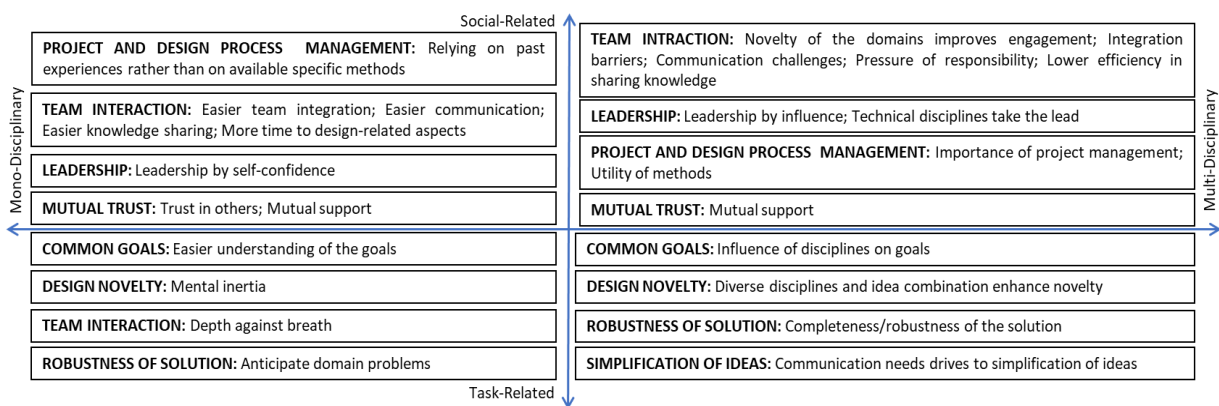 Social-Related
Mono-Disciplinary
PROJECT AND DESIGN PROCESS MANAGEMENT: Relying on past
experiences rather than on available specific methods
TEAM INTERACTION: Easier team integration; Easier communication;
Easier knowledge sharing; More time to design-related aspects
LEADERSHIP: Leadership by self-confidence
MUTUAL TRUST: Trust in others; Mutual support
TEAM INTRACTION: Novelty of the domains improves engagement; Integration
barriers; Communication challenges; Pressure of responsibility; Lower efficiency in
sharing knowledge
LEADERSHIP: Leadership by influence; Technical disciplines take the lead
PROJECT AND DESIGN PROCESS MANAGEMENT: Importance of project management;
Utility of methods
MUTUAL TRUST: Mutual support
Multi-Disciplinary
COMMON GOALS: Easier understanding of the goals
DESIGN NOVELTY: Mental inertia
TEAM INTERACTION: Depth against breath
ROBUSTNESS OF SOLUTION: Anticipate domain problems
COMMON GOALS: Influence of disciplines on goals
DESIGN NOVELTY: Diverse disciplines and idea combination enhance novelty
ROBUSTNESS OF SOLUTION: Completeness/robustness of the solution
SIMPLIFICATION OF IDEAS: Communication needs drives to simplification of ideas
Task-Related